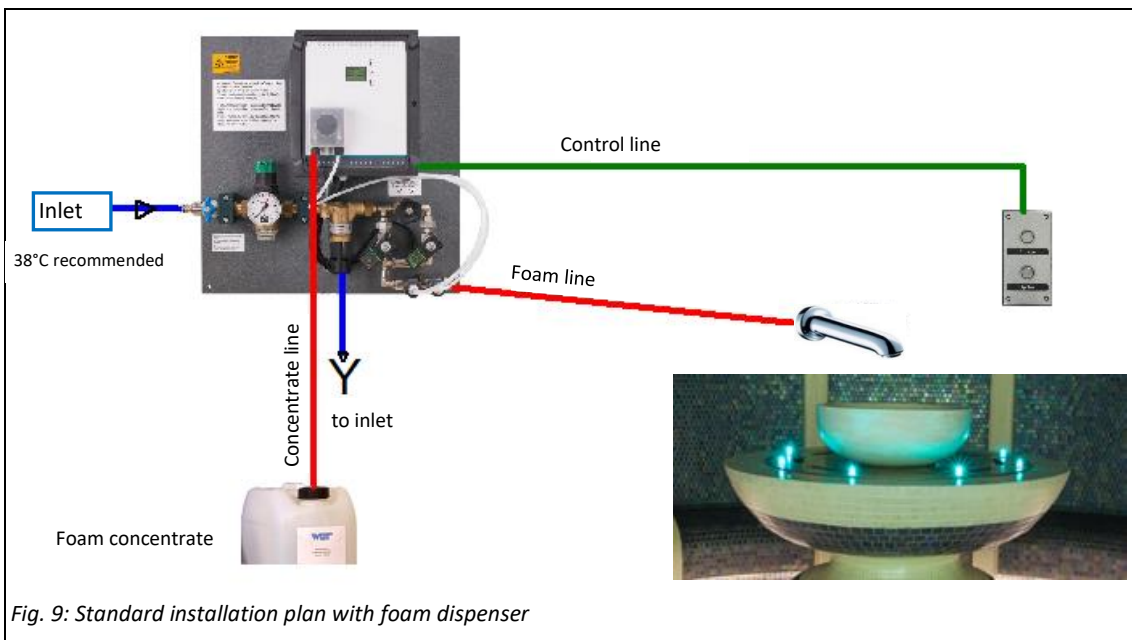 Control line
Inlet
38°C recommended
Foam line
Concentrate line
to inlet
Foam concentrate
Fig. 9: Standard installation plan with foam dispenser